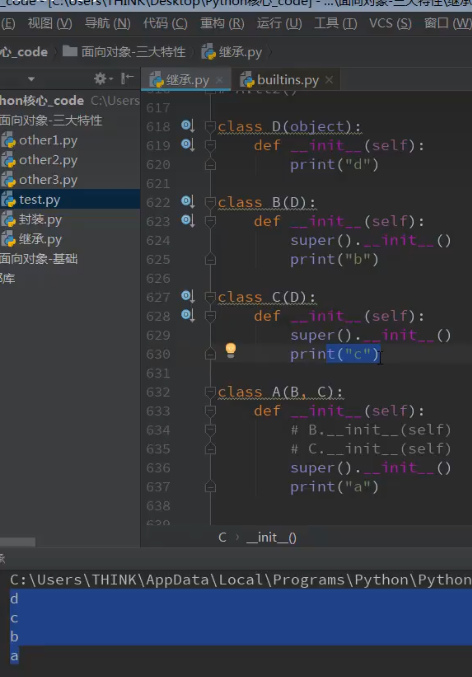 _code] - [C:\Users\THINK\Desktop\Python核心_code] - ...\面向对象-三大特性\继承
(E) 视图 (V) 导航 (N) 代码 (C) 重构 (R) 运行 (U) 工具 (T) VCS (S) 窗口 (W)
心_code 面向对象-三大特性 继承.py
继承.py × builtins.py ×
hon核心_code C:\Users
面向对象-三大特性
other1.py
other2.py
other3.py
test.py
封装.py
继承.py
面向对象-基础
部库
617
618 class D(object):
619 def __init__(self):
620 print("d")
621
622 class B(D):
623 def __init__(self):
624 super().__init__()
625 print("b")
626
627 class C(D):
628 def __init__(self):
629 super().__init__()
630 print("c")
631
632 class A(B, C):
633 def __init__(self):
634 # B.__init__(self)
635 # C.__init__(self)
636 super().__init__()
637 print("a")
638
639
C > __init__()
C:\Users\THINK\AppData\Local\Programs\Python\Python
d
c
b
a